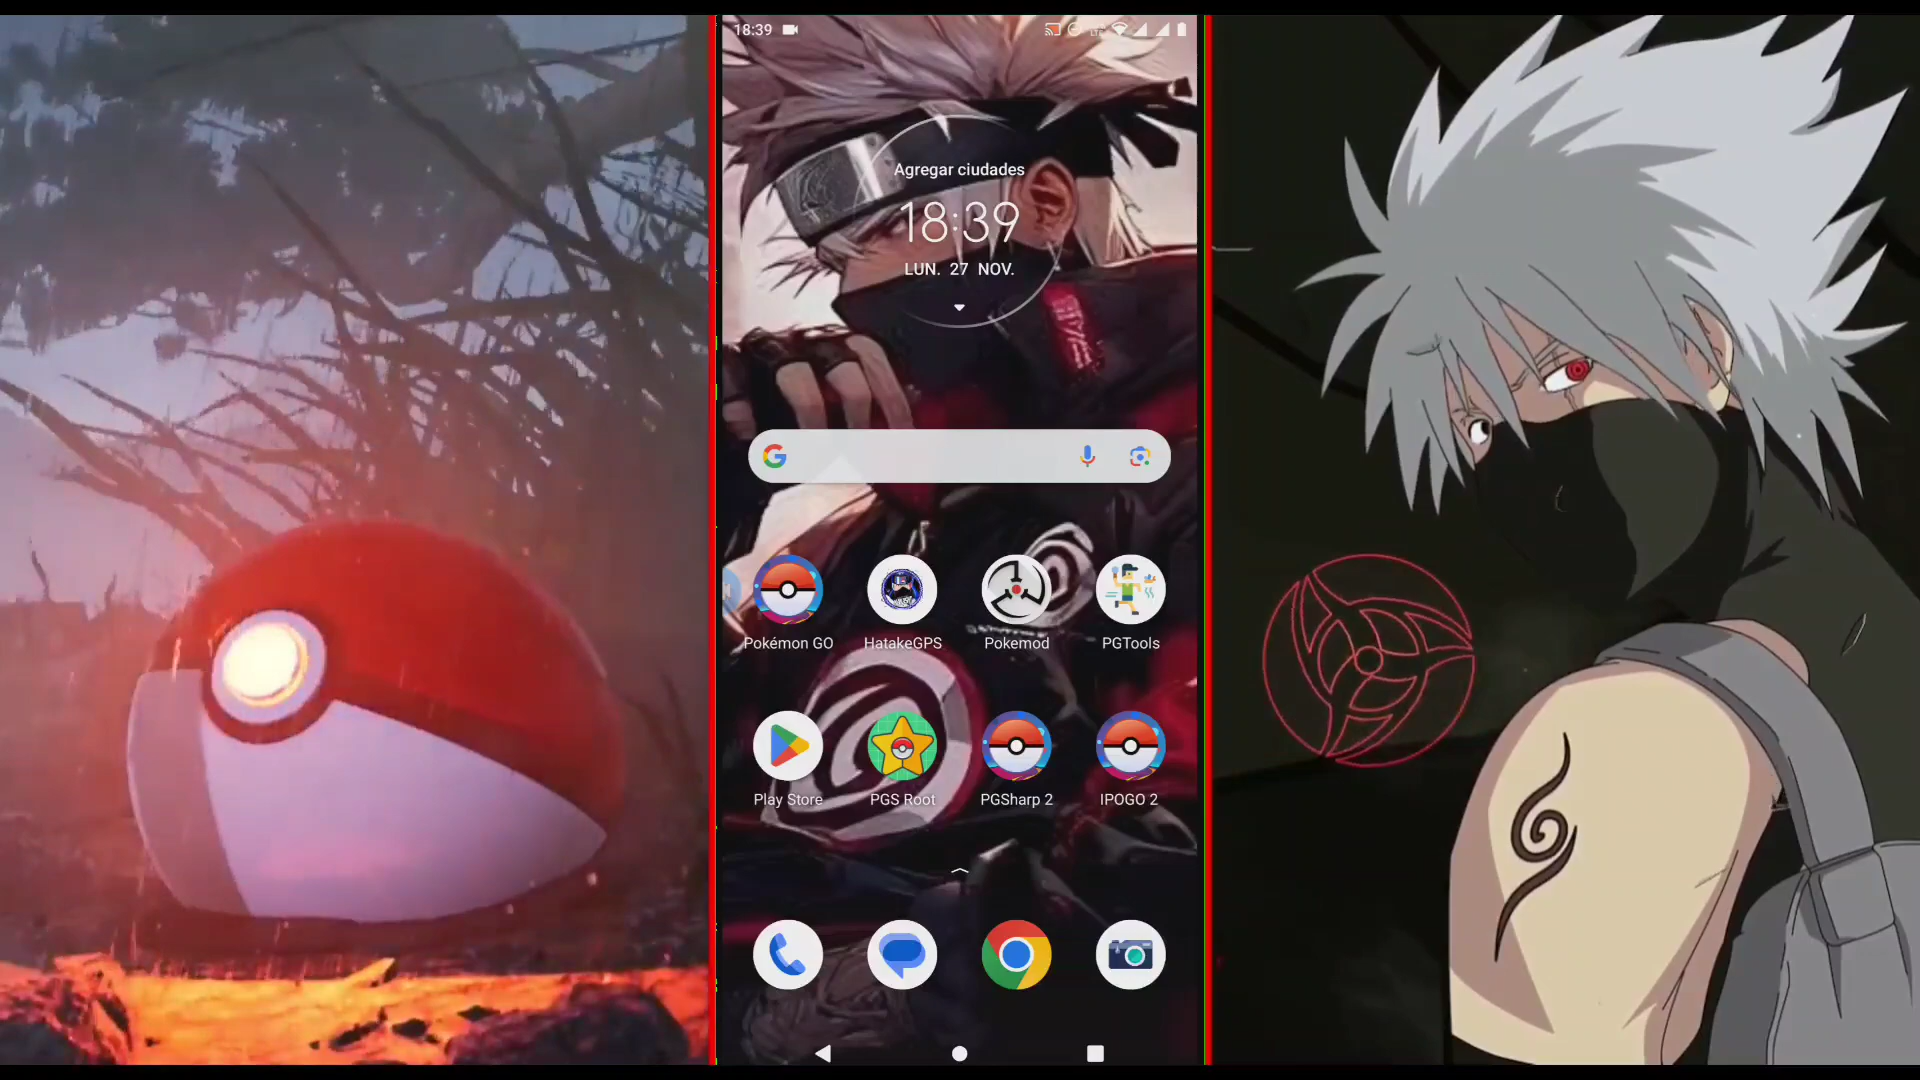 18:39
Agregar ciudades
18:39
LUN. 27 NOV.
Pokémon GO
HatakeGPS
Pokemod
PGTools
Play Store
PGS Root
PGSharp 2
IPOGO 2